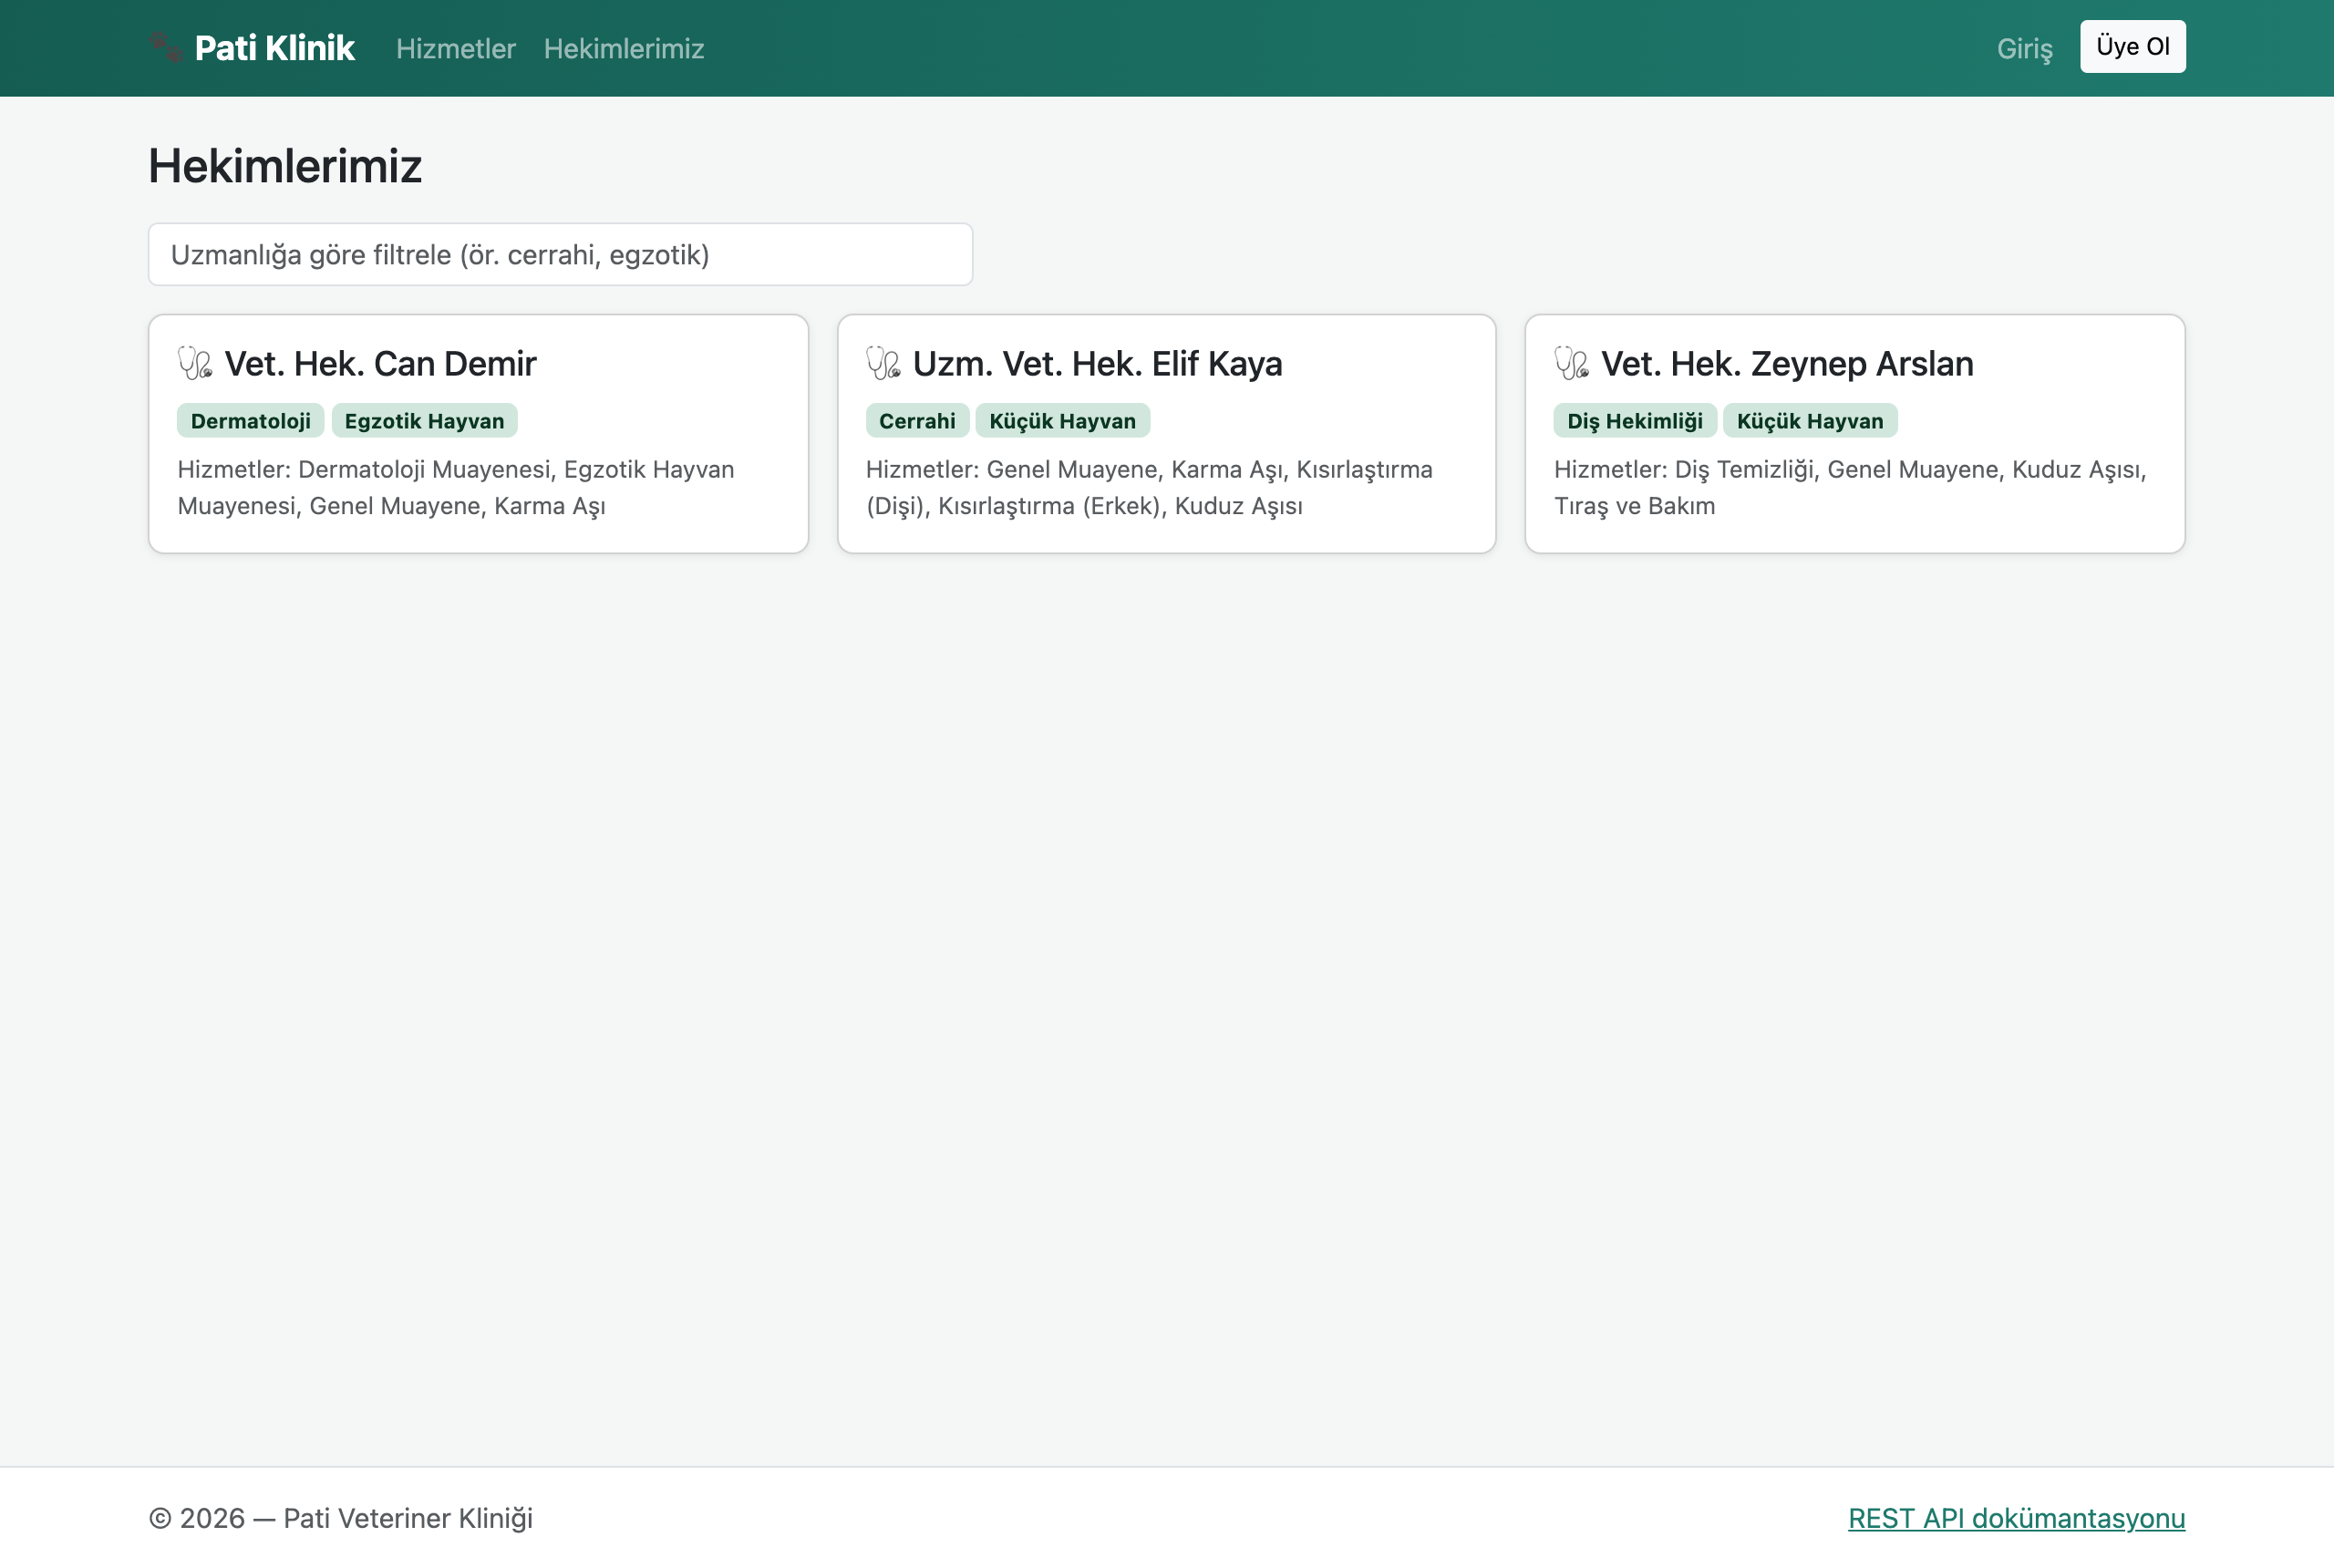 Pati Klinik Hizmetler Hekimlerimiz Giriş Üye Ol
Hekimlerimiz
Uzmanlığa göre filtrele (ör. cerrahi, egzotik)
Vet. Hek. Can Demir
Dermatoloji Egzotik Hayvan
Hizmetler: Dermatoloji Muayenesi, Egzotik Hayvan
Muayenesi, Genel Muayene, Karma Aşı
Uzm. Vet. Hek. Elif Kaya
Cerrahi Küçük Hayvan
Hizmetler: Genel Muayene, Karma Aşı, Kısırlaştırma
(Dişi), Kısırlaştırma (Erkek), Kuduz Aşısı
Vet. Hek. Zeynep Arslan
Diş Hekimliği Küçük Hayvan
Hizmetler: Diş Temizliği, Genel Muayene, Kuduz Aşısı,
Tıraş ve Bakım
© 2026 — Pati Veteriner Kliniği
REST API dokümantasyonu